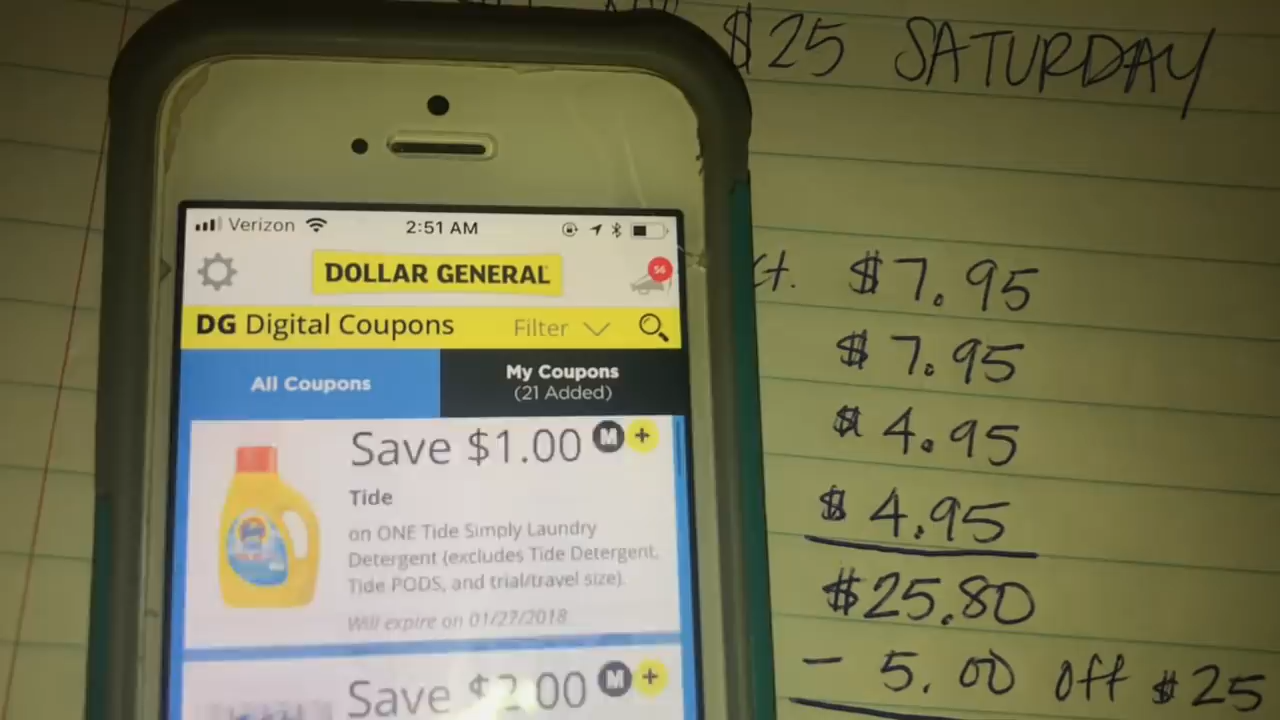 $25 SATURDAY
Verizon 2:51 AM
DOLLAR GENERAL
56
DG Digital Coupons Filter
All Coupons
My Coupons
(21 Added)
Save $1.00 M +
Tide
on ONE Tide Simply Laundry
Detergent (excludes Tide Detergent,
Tide PODS, and trial/travel size).
Will expire on 01/27/2018
Save $2.00 M +
ct. $7.95
$7.95
$4.95
$4.95
$25.80
- 5.00 off $25